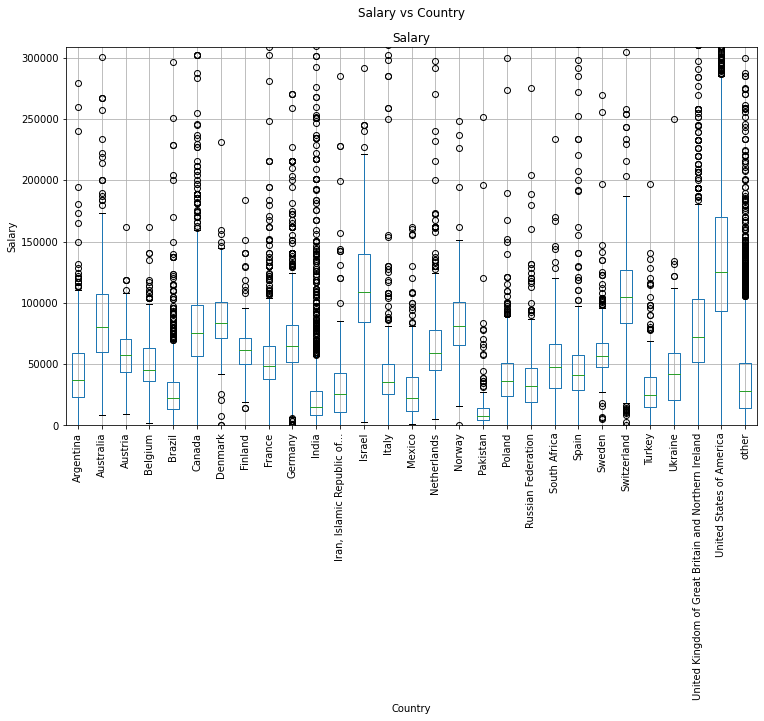 Salary vs Country
Salary
300000
250000
200000
150000
100000
50000
0
Salary
Argentina
Australia
Austria
Belgium
Brazil
Canada
Denmark
Finland
France
Germany
India
Iran, Islamic Republic of...
Israel
Italy
Mexico
Netherlands
Norway
Pakistan
Poland
Russian Federation
South Africa
Spain
Sweden
Switzerland
Turkey
Ukraine
United Kingdom of Great Britain and Northern Ireland
United States of America
other
Country